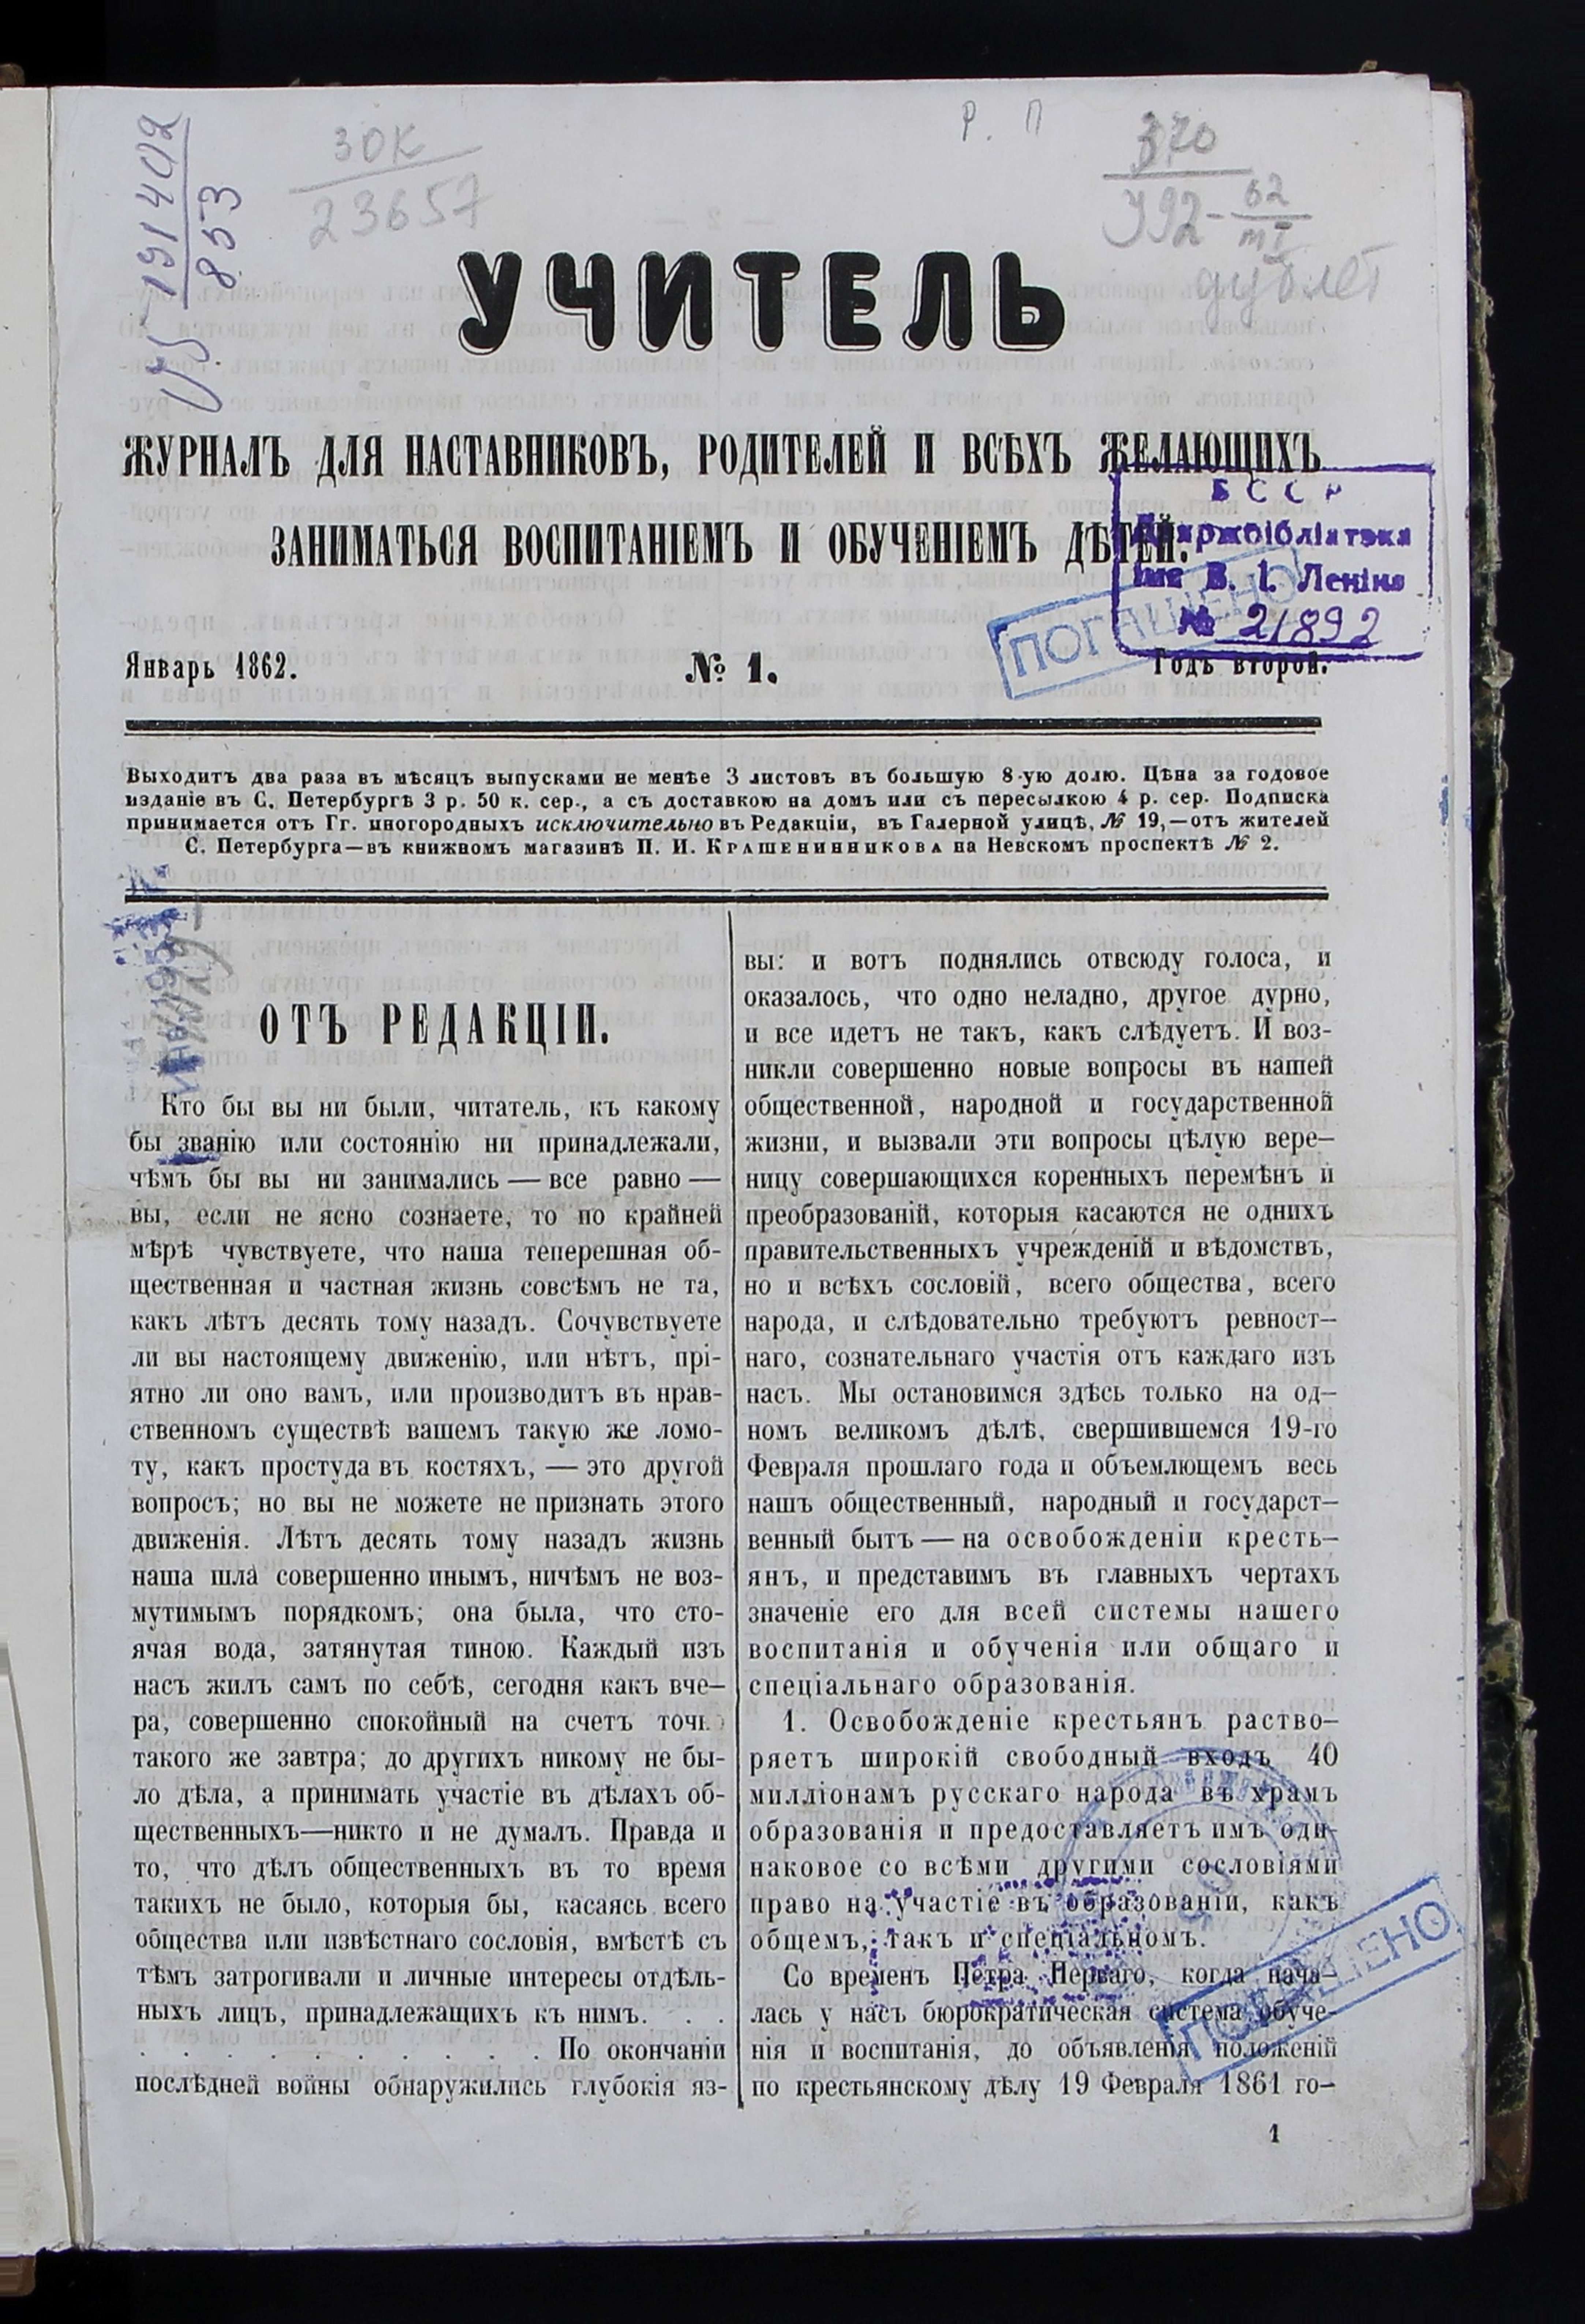 191402
853
30К
23657
Р. П
370
У92-62
тI
дублет
УЧИТЕЛЬ
ЖУРНАЛЪ ДЛЯ НАСТАВНИКОВЪ, РОДИТЕЛЕЙ И ВСѢХЪ ЖЕЛАЮЩИХЪ
ЗАНИМАТЬСЯ ВОСПИТАНІЕМЪ И ОБУЧЕНІЕМЪ ДѢТЕЙ.
БССР
Дзяржбібліятэка
імя В. І. Леніна
№ 21892
ПОГАШЕНО
Январь 1862.
№ 1.
Годъ второй.
Выходитъ два раза въ мѣсяцъ выпусками не менѣе 3 листовъ въ большую 8-ую долю. Цѣна за годовое
изданіе въ С. Петербургѣ 3 р. 50 к. сер., а съ доставкою на домъ или съ пересылкою 4 р. сер. Подписка
принимается отъ Гг. иногородныхъ исключительно въ Редакціи, въ Галерной улицѣ, № 19,—отъ жителей
С. Петербурга—въ книжномъ магазинѣ П. И. Крашенинникова на Невскомъ проспектѣ № 2.
ОТЪ РЕДАКЦІИ.
Кто бы вы ни были, читатель, къ какому
бы званію или состоянію ни принадлежали,
чѣмъ бы вы ни занимались — все равно —
вы, если не ясно сознаете, то по крайней
мѣрѣ чувствуете, что наша теперешная об-
щественная и частная жизнь совсѣмъ не та,
какъ лѣтъ десять тому назадъ. Сочувствуете
ли вы настоящему движенію, или нѣтъ, прі-
ятно ли оно вамъ, или производитъ въ нрав-
ственномъ существѣ вашемъ такую же ломо-
ту, какъ простуда въ костяхъ, — это другой
вопросъ; но вы не можете не признать этого
движенія. Лѣтъ десять тому назадъ жизнь
наша шла совершенно инымъ, ничѣмъ не воз-
мутимымъ порядкомъ; она была, что сто-
ячая вода, затянутая тиною. Каждый изъ
насъ жилъ самъ по себѣ, сегодня какъ вче-
ра, совершенно спокойный на счетъ точно
такого же завтра; до другихъ никому не бы-
ло дѣла, а принимать участіе въ дѣлахъ об-
щественныхъ—никто и не думалъ. Правда и
то, что дѣлъ общественныхъ въ то время
такихъ не было, которыя бы, касаясь всего
общества или извѣстнаго сословія, вмѣстѣ съ
тѣмъ затрогивали и личные интересы отдѣль-
ныхъ лицъ, принадлежащихъ къ нимъ. . .
. . . . . . . . . . . По окончаніи
послѣдней войны обнаружились глубокія яз-
вы: и вотъ поднялись отвсюду голоса, и
оказалось, что одно неладно, другое дурно,
и все идетъ не такъ, какъ слѣдуетъ. И воз-
никли совершенно новые вопросы въ нашей
общественной, народной и государственной
жизни, и вызвали эти вопросы цѣлую вере-
ницу совершающихся коренныхъ перемѣнъ и
преобразованій, которыя касаются не однихъ
правительственныхъ учрежденій и вѣдомствъ,
но и всѣхъ сословій, всего общества, всего
народа, и слѣдовательно требуютъ ревност-
наго, сознательнаго участія отъ каждаго изъ
насъ. Мы остановимся здѣсь только на од-
номъ великомъ дѣлѣ, свершившемся 19-го
Февраля прошлаго года и объемлющемъ весь
нашъ общественный, народный и государст-
венный бытъ — на освобожденіи кресть-
янъ, и представимъ въ главныхъ чертахъ
значеніе его для всей системы нашего
воспитанія и обученія или общаго и
спеціальнаго образованія.
1. Освобожденіе крестьянъ раство-
ряетъ широкій свободный входъ 40
милліонамъ русскаго народа въ храмъ
образованія и предоставляетъ имъ оди-
наковое со всѣми другими сословіями
право на участіе въ образованіи, какъ
общемъ, такъ и спеціальномъ.
Со временъ Петра Перваго, когда нача-
лась у насъ бюрократическая система обуче-
нія и воспитанія, до объявленія положеній
по крестьянскому дѣлу 19 Февраля 1861 го-
ПОГАШЕНО
1